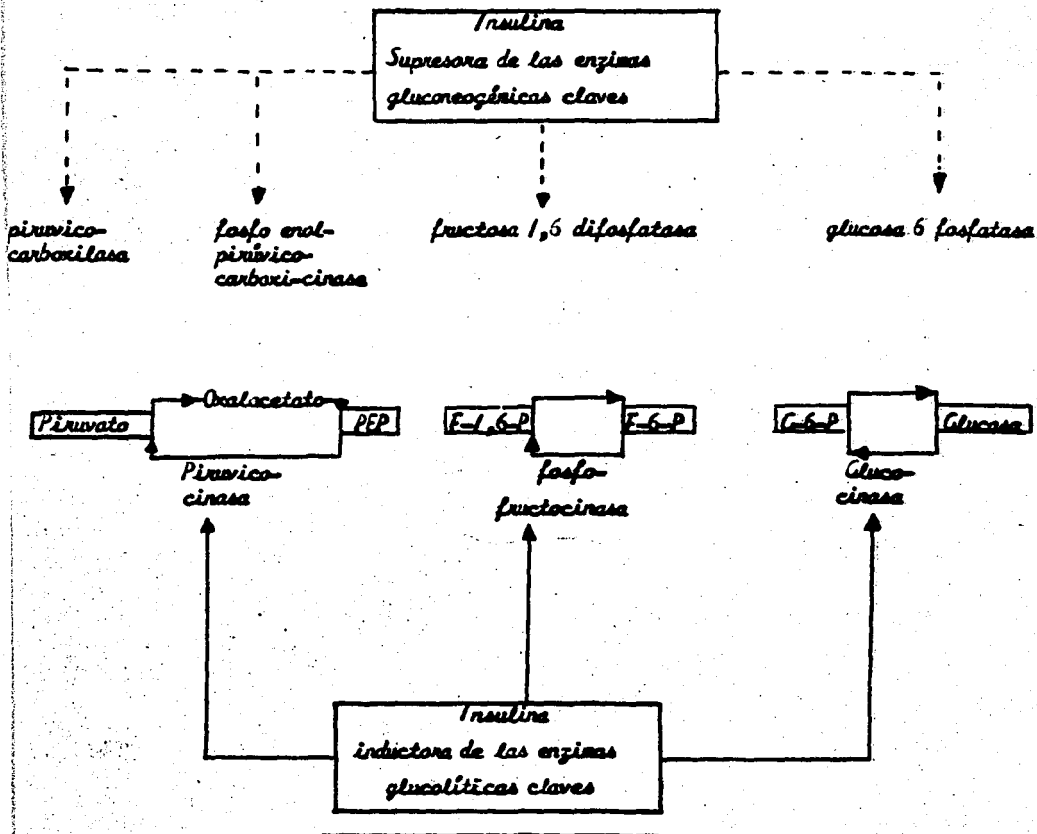 Insulina
Supresora de las enzimas
gluconeogénicas claves
piruvico-
carboxilasa
fosfo enol-
pirúvico-
carboxi-cinasa
fructosa 1,6 difosfatasa
glucosa 6 fosfatasa
Piruvato
Oxalacetato
PEP
Piruvico-
cinasa
F-1,6-P
F-6-P
fosfo-
fructocinasa
G-6-P
Glucosa
Gluco-
cinasa
Insulina
inductora de las enzimas
glucolíticas claves